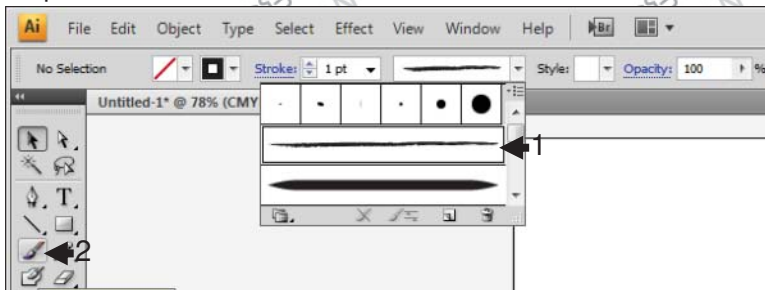 Ai File Edit Object Type Select Effect View Window Help Br
No Selection Stroke: 1 pt Style: Opacity: 100 %
Untitled-1* @ 78% (CMY
1
T
2